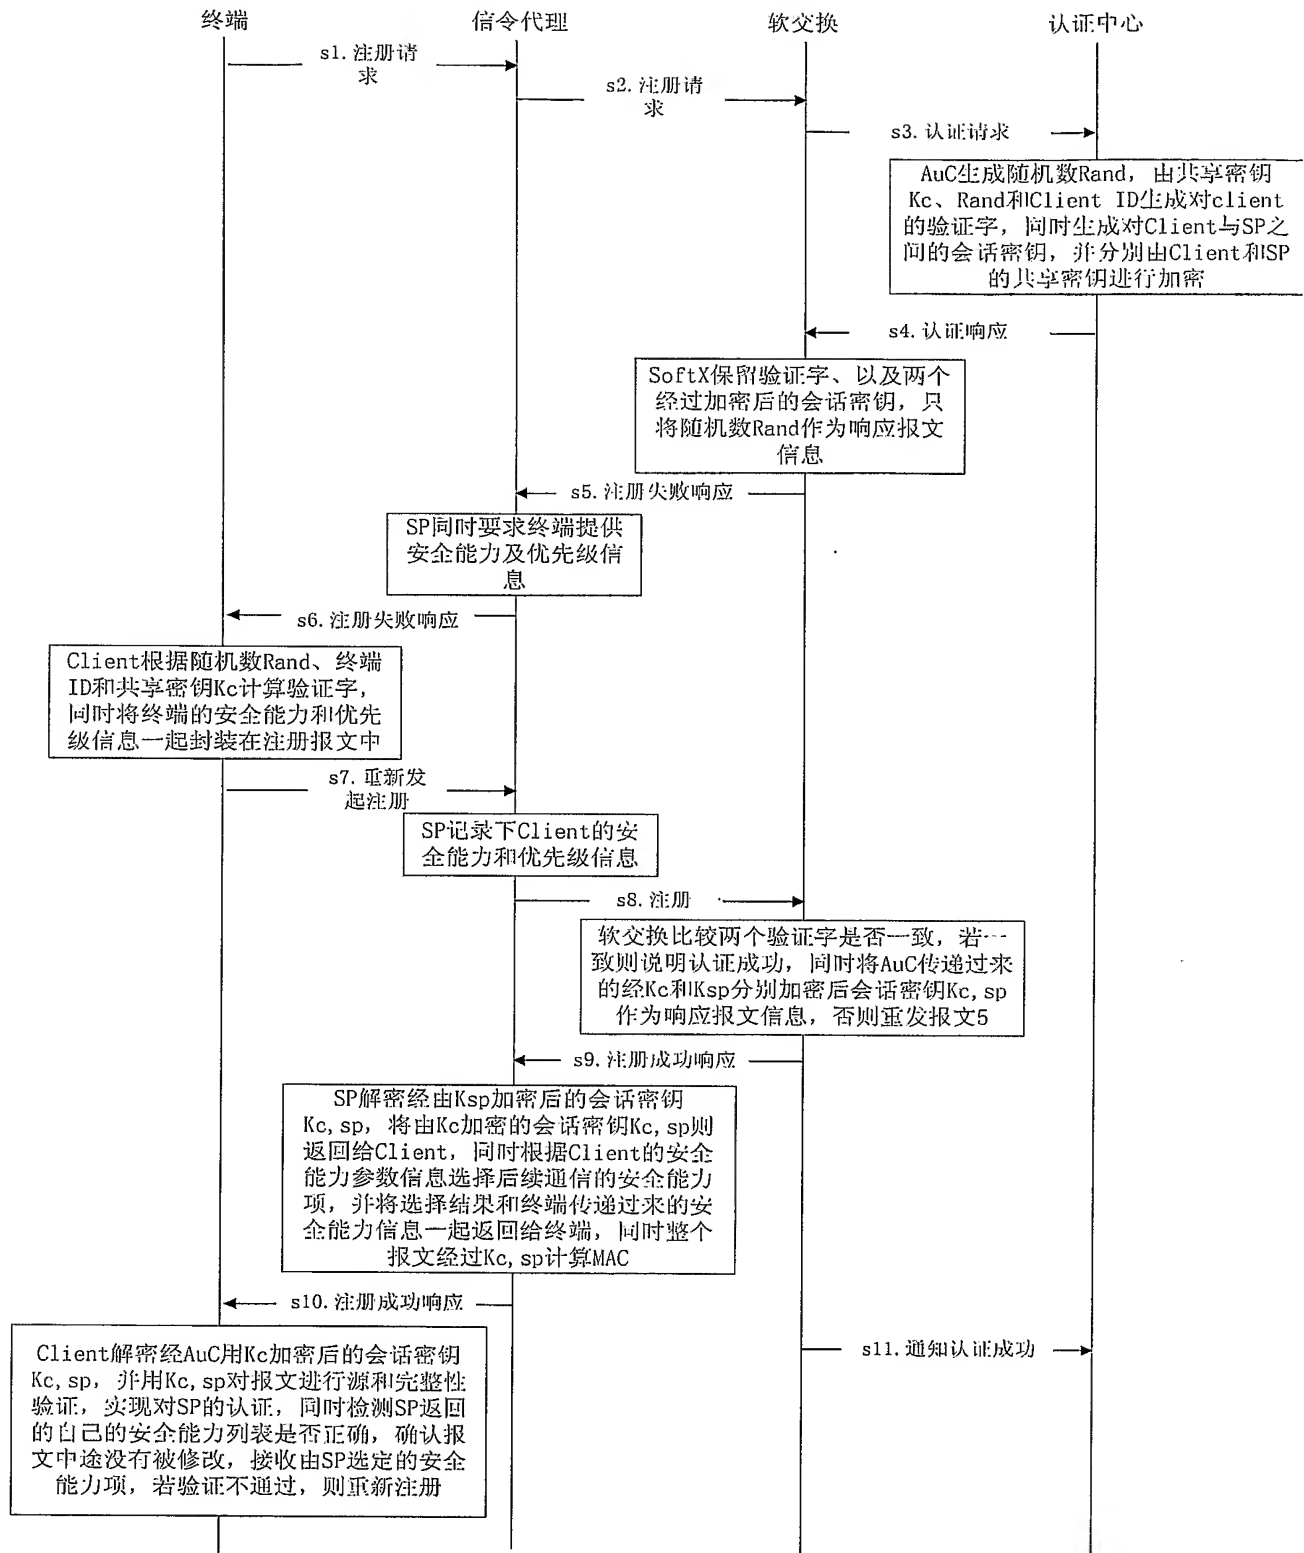 终端
信令代理
软交换
认证中心
s1.注册请
求
s2.注册请
求
s3.认证请求
AuC生成随机数Rand，由共享密钥
Kc、Rand和Client ID生成对client
的验证字，同时生成对Client与SP之
间的会话密钥，并分别由Client和SP
的共享密钥进行加密
s4.认证响应
SoftX保留验证字、以及两个
经过加密后的会话密钥，只
将随机数Rand作为响应报文
信息
s5.注册失败响应
SP同时要求终端提供
安全能力及优先级信
息
s6.注册失败响应
Client根据随机数Rand、终端
ID和共享密钥Kc计算验证字，
同时将终端的安全能力和优先
级信息一起封装在注册报文中
s7.重新发
起注册
SP记录下Client的安
全能力和优先级信息
s8.注册
软交换比较两个验证字是否一致，若一
致则说明认证成功，同时将AuC传递过来
的经Kc和Ksp分别加密后会话密钥Kc,sp
作为响应报文信息，否则重发报文5
s9.注册成功响应
SP解密经由Ksp加密后的会话密钥
Kc,sp，将由Kc加密的会话密钥Kc,sp则
返回给Client，同时根据Client的安全
能力参数信息选择后续通信的安全能力
项，并将选择结果和终端传递过来的安
全能力信息一起返回给终端，同时整个
报文经过Kc,sp计算MAC
s10.注册成功响应
s11.通知认证成功
Client解密经AuC用Kc加密后的会话密钥
Kc,sp，并用Kc,sp对报文进行源和完整性
验证，实现对SP的认证，同时检测SP返回
的自己的安全能力列表是否正确，确认报
文中途没有被修改，接收由SP选定的安全
能力项，若验证不通过，则重新注册